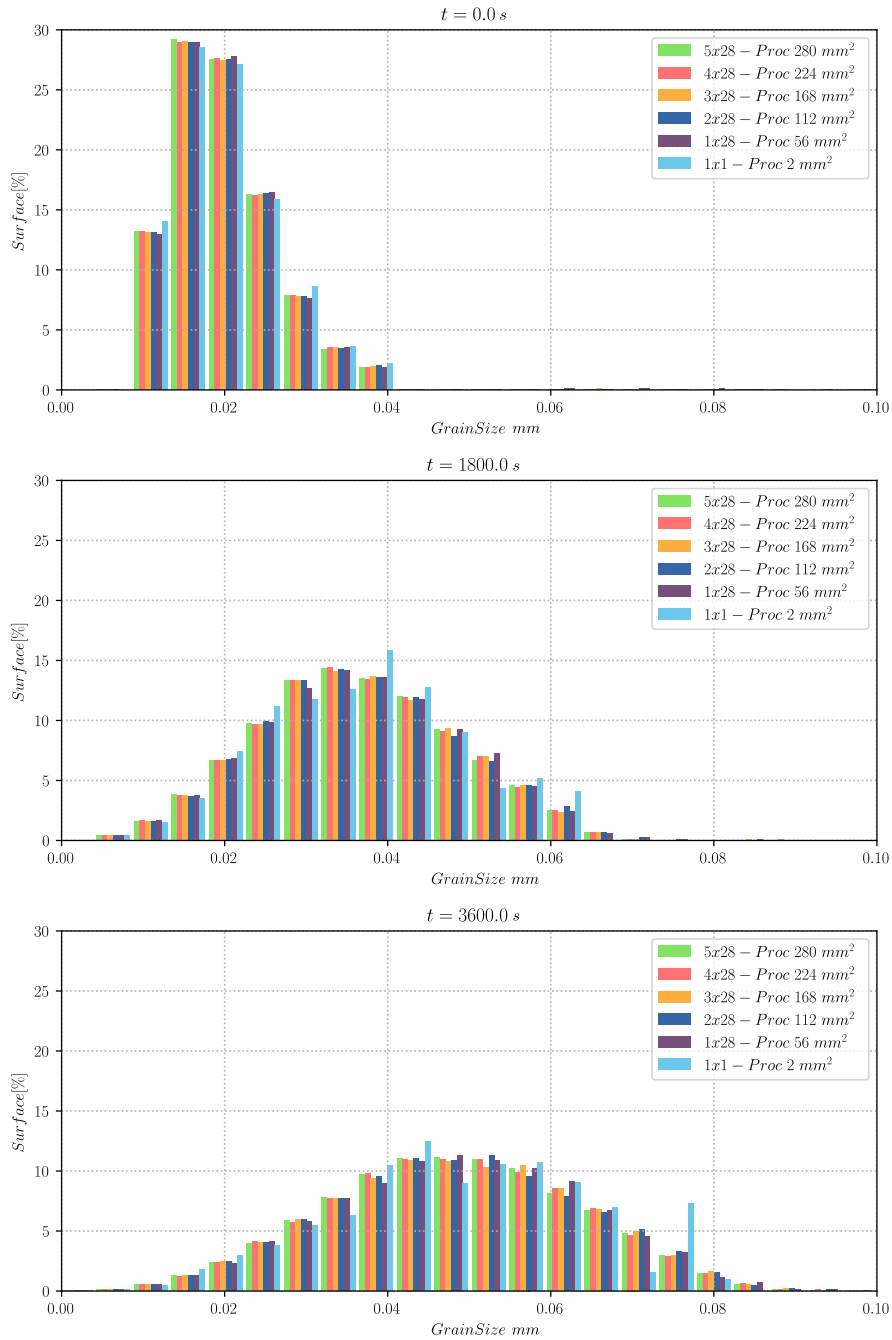 t = 0.0 s
30
25
20
15
10
5
0
Surface[%]
5x28 − Proc 280 mm²
4x28 − Proc 224 mm²
3x28 − Proc 168 mm²
2x28 − Proc 112 mm²
1x28 − Proc 56 mm²
1x1 − Proc 2 mm²
0.00 0.02 0.04 0.06 0.08 0.10
GrainSize mm
t = 1800.0 s
30
25
20
15
10
5
0
Surface[%]
5x28 − Proc 280 mm²
4x28 − Proc 224 mm²
3x28 − Proc 168 mm²
2x28 − Proc 112 mm²
1x28 − Proc 56 mm²
1x1 − Proc 2 mm²
0.00 0.02 0.04 0.06 0.08 0.10
GrainSize mm
t = 3600.0 s
30
25
20
15
10
5
0
Surface[%]
5x28 − Proc 280 mm²
4x28 − Proc 224 mm²
3x28 − Proc 168 mm²
2x28 − Proc 112 mm²
1x28 − Proc 56 mm²
1x1 − Proc 2 mm²
0.00 0.02 0.04 0.06 0.08 0.10
GrainSize mm